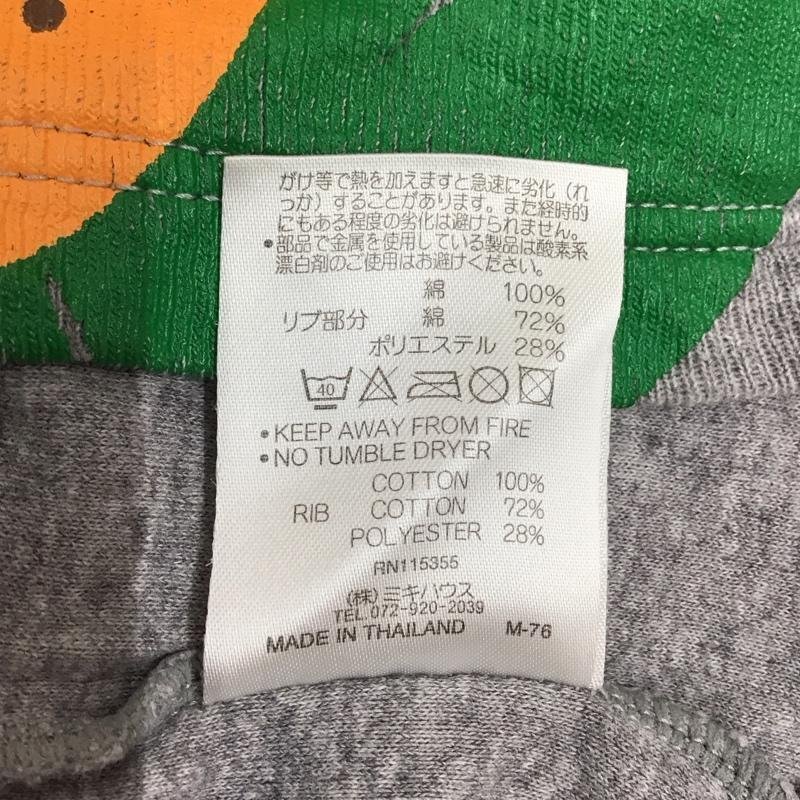 がけ等で熱を加えますと急速に劣化（れ
っか）することがあります。また経時的
にもある程度の劣化は避けられません。
•部品で金属を使用している製品は酸素系
漂白剤のご使用はお避けください。
綿 100%
リブ部分 綿 72%
ポリエステル 28%
40
•KEEP AWAY FROM FIRE
•NO TUMBLE DRYER
COTTON 100%
RIB COTTON 72%
POLYESTER 28%
RN115355
(株)ミキハウス
TEL.072-920-2039
MADE IN THAILAND M-76